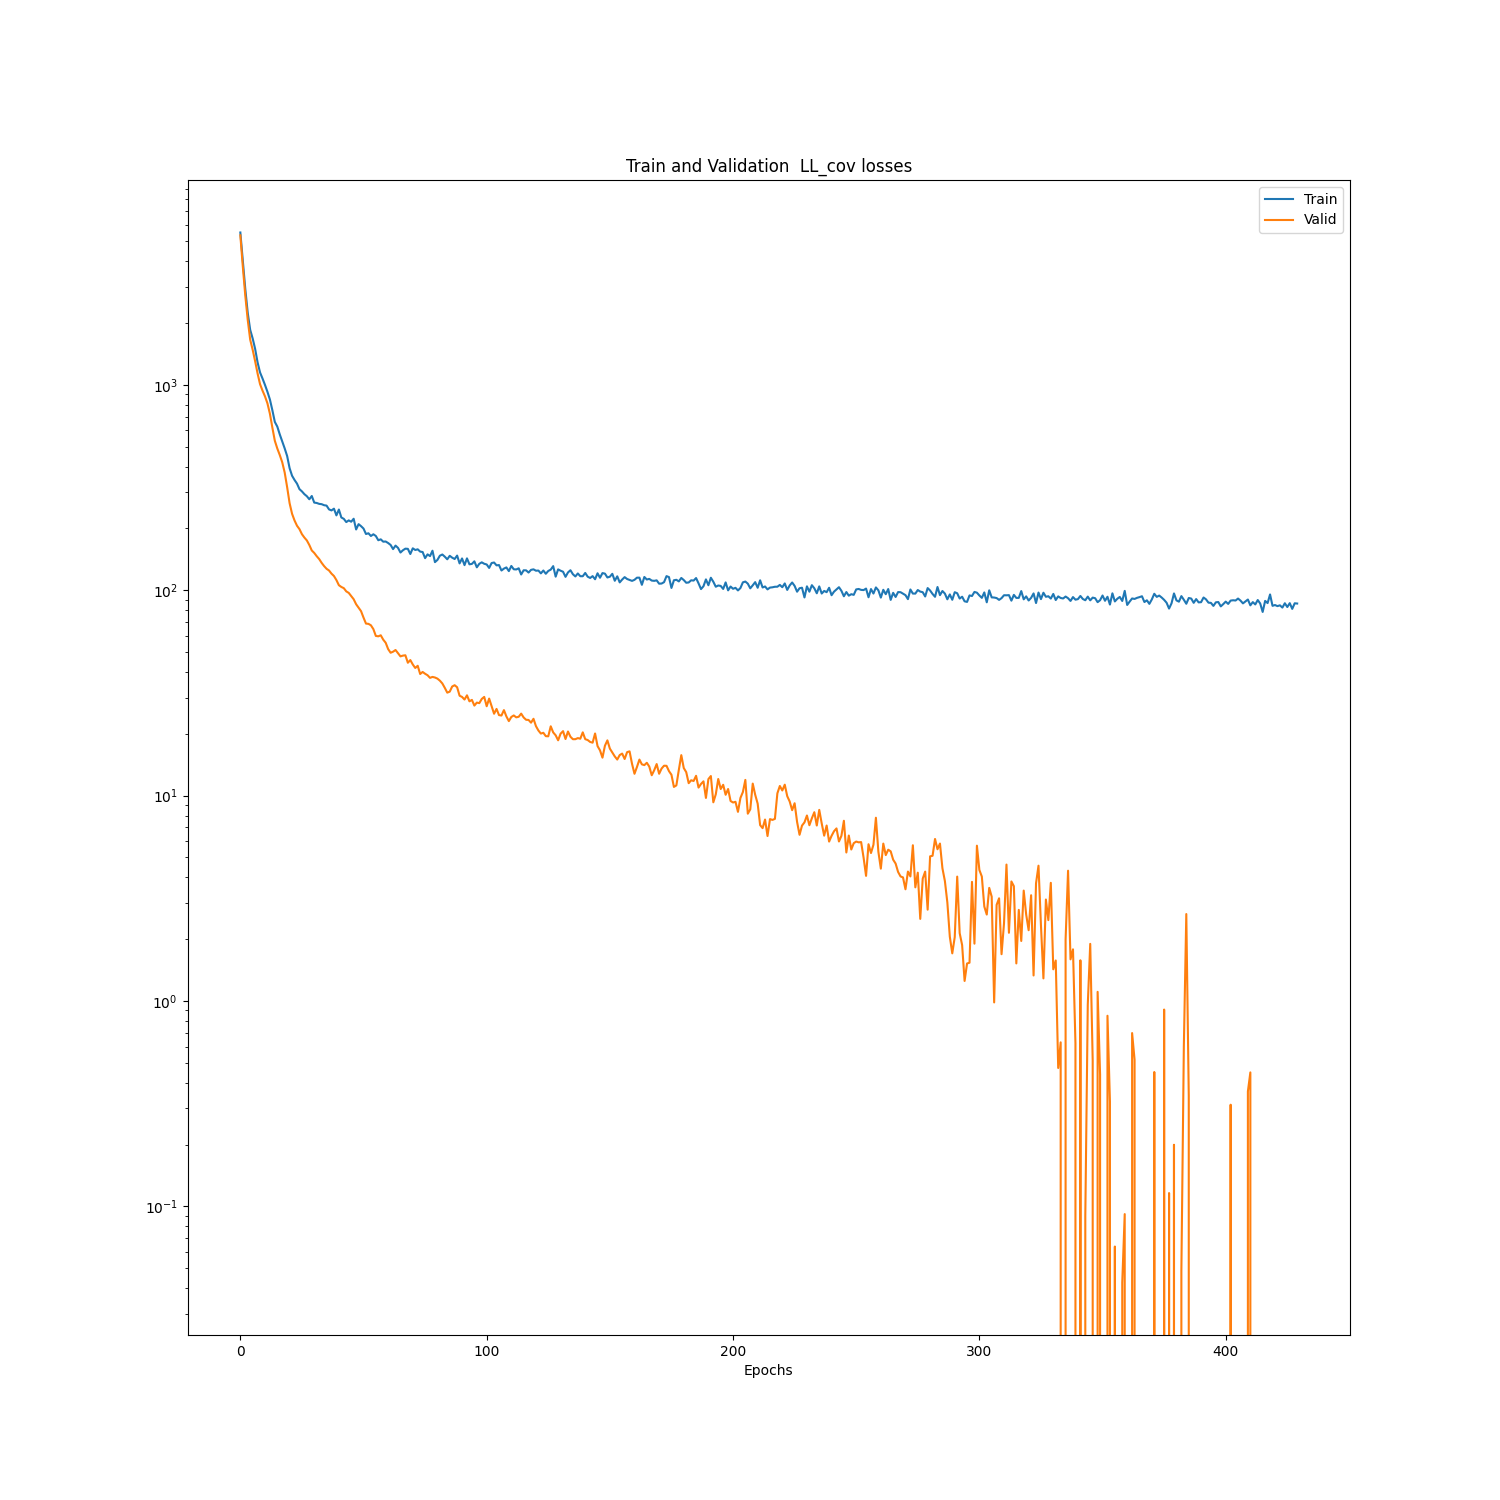 Train and Validation  LL_cov losses
Train
Valid
10³
10²
10¹
10⁰
10⁻¹
0 100 200 300 400
Epochs